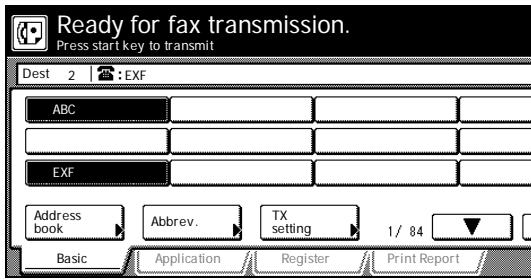 Ready for fax transmission.
Press start key to transmit
Dest 2 ☎:EXF
ABC
EXF
Address
book
Abbrev.
TX
setting
1/ 84
Basic
Application
Register
Print Report